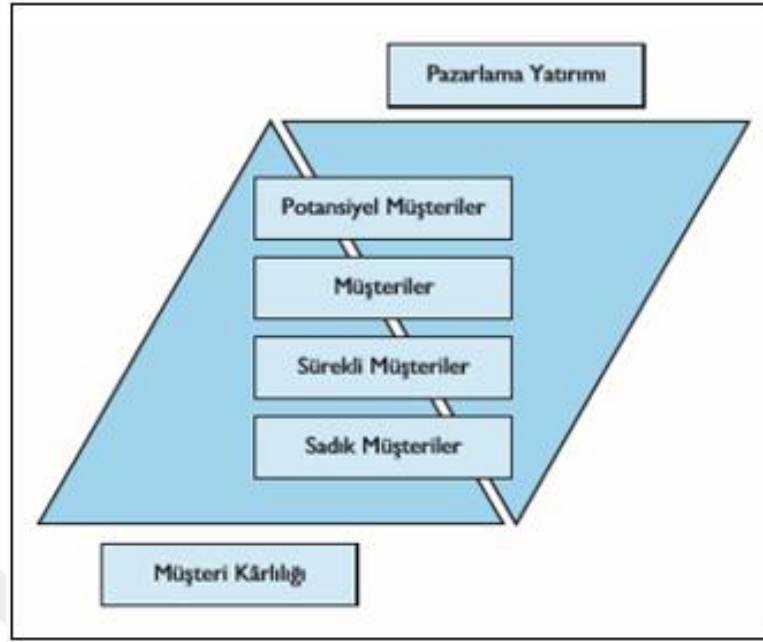 Pazarlama Yatırımı
Potansiyel Müşteriler
Müşteriler
Sürekli Müşteriler
Sadık Müşteriler
Müşteri Kârlılığı